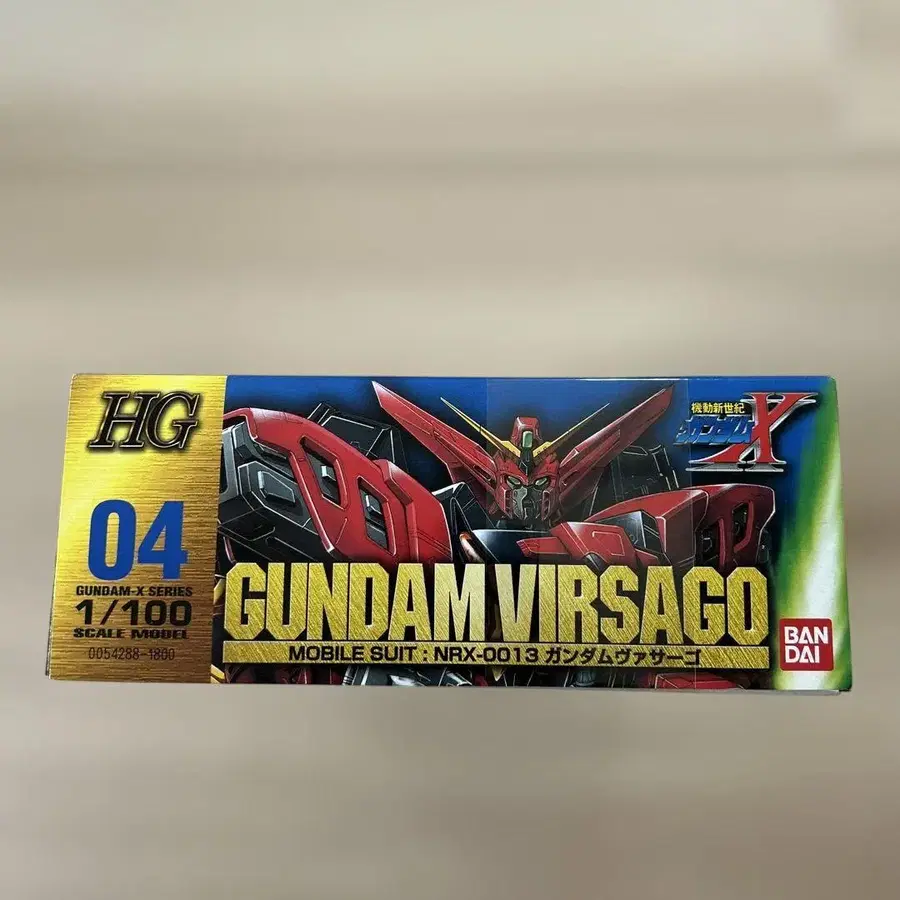 HG
04
GUNDAM-X SERIES
1/100
SCALE MODEL
0054288-1800
GUNDAM VIRSAGO
MOBILE SUIT : NRX-0013 ガンダムヴァサーゴ
機動新世紀
ガンダムX
BAN
DAI